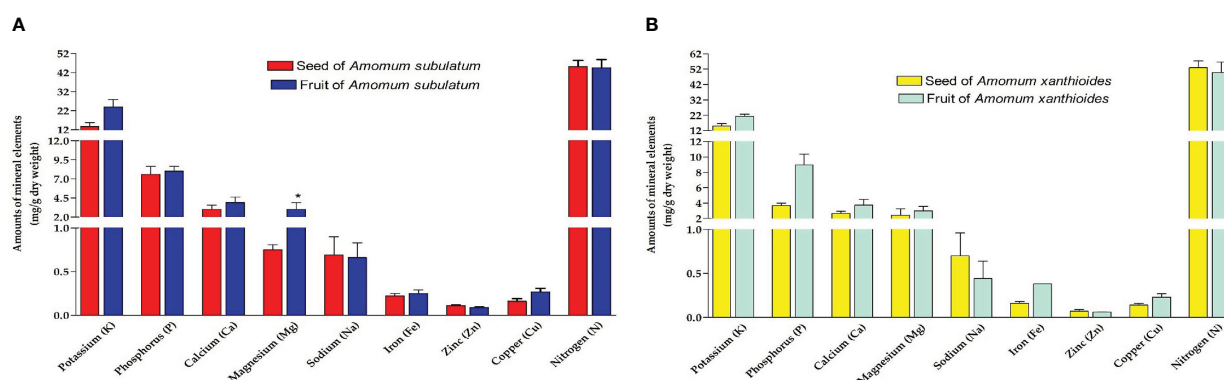 A
Amounts of mineral elements
(mg/g dry weight)
52
42
32
22
12
12.0
9.5
7.0
4.5
2.0
1.0
0.5
0.0
Seed of Amomum subulatum
Fruit of Amomum subulatum
*
Potassium (K)
Phosphorus (P)
Calcium (Ca)
Magnesium (Mg)
Sodium (Na)
Iron (Fe)
Zinc (Zn)
Copper (Cu)
Nitrogen (N)
B
Amounts of mineral elements
(mg/g dry weight)
62
52
42
32
22
12
10
8
6
4
2
1.0
0.5
0.0
Seed of Amomum xanthioides
Fruit of Amomum xanthioides
Potassium (K)
Phosphorus (P)
Calcium (Ca)
Magnesium (Mg)
Sodium (Na)
Iron (Fe)
Zinc (Zn)
Copper (Cu)
Nitrogen (N)